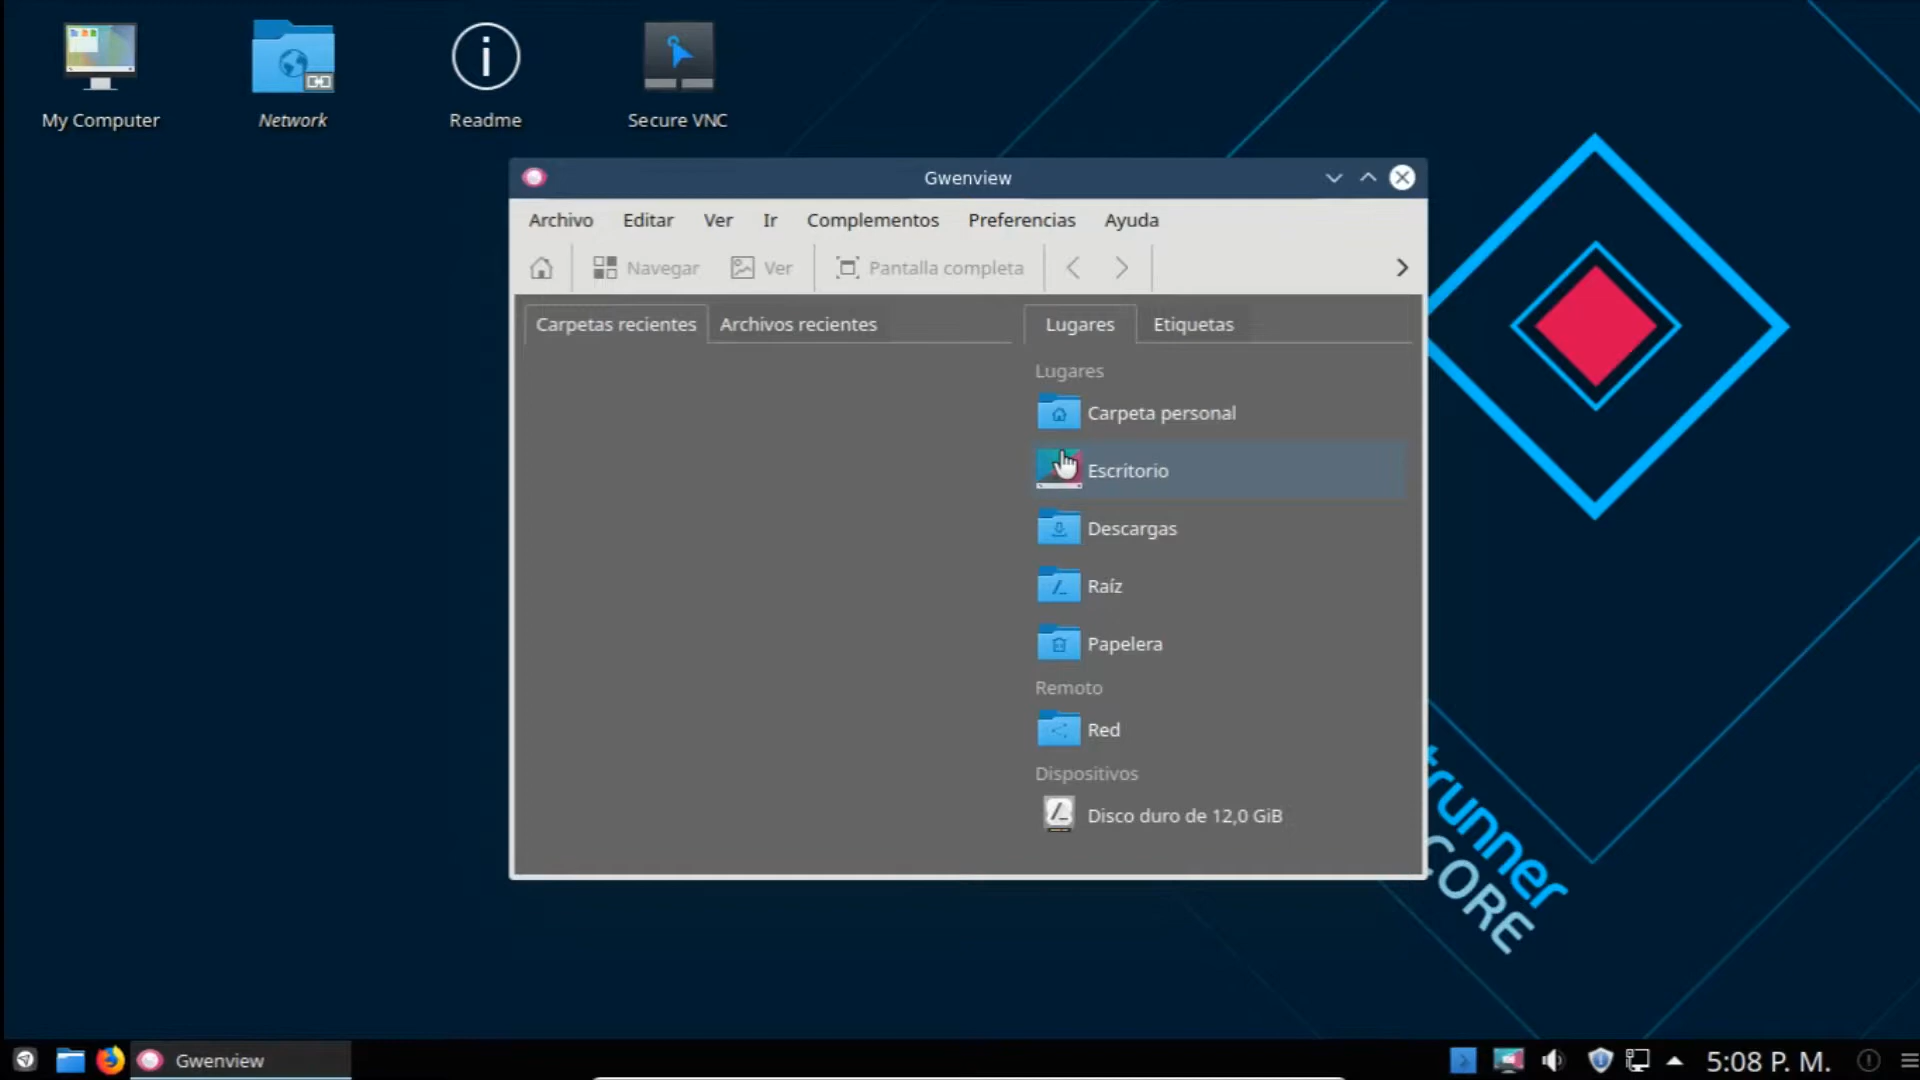 My Computer
Network
Readme
Secure VNC
Gwenview
Archivo Editar Ver Ir Complementos Preferencias Ayuda
Navegar Ver Pantalla completa
Carpetas recientes Archivos recientes
Lugares Etiquetas
Lugares
Carpeta personal
Escritorio
Descargas
Raíz
Papelera
Remoto
Red
Dispositivos
Disco duro de 12,0 GiB
trunner
CORE
Gwenview
5:08 P. M.